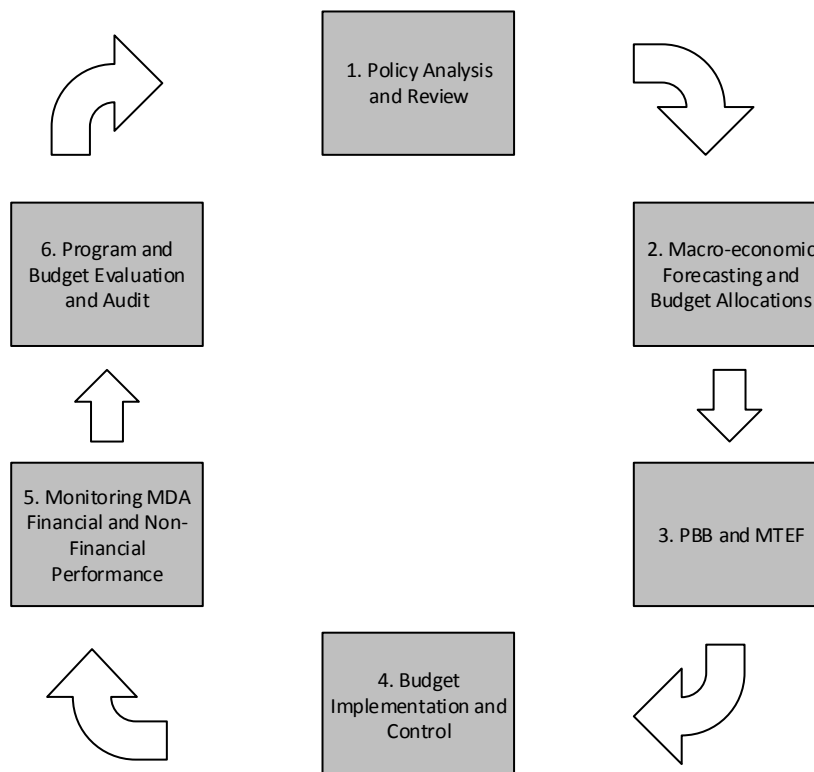 1. Policy Analysis
and Review
2. Macro-economic
Forecasting and
Budget Allocations
3. PBB and MTEF
4. Budget
Implementation and
Control
5. Monitoring MDA
Financial and Non-
Financial
Performance
6. Program and
Budget Evaluation
and Audit